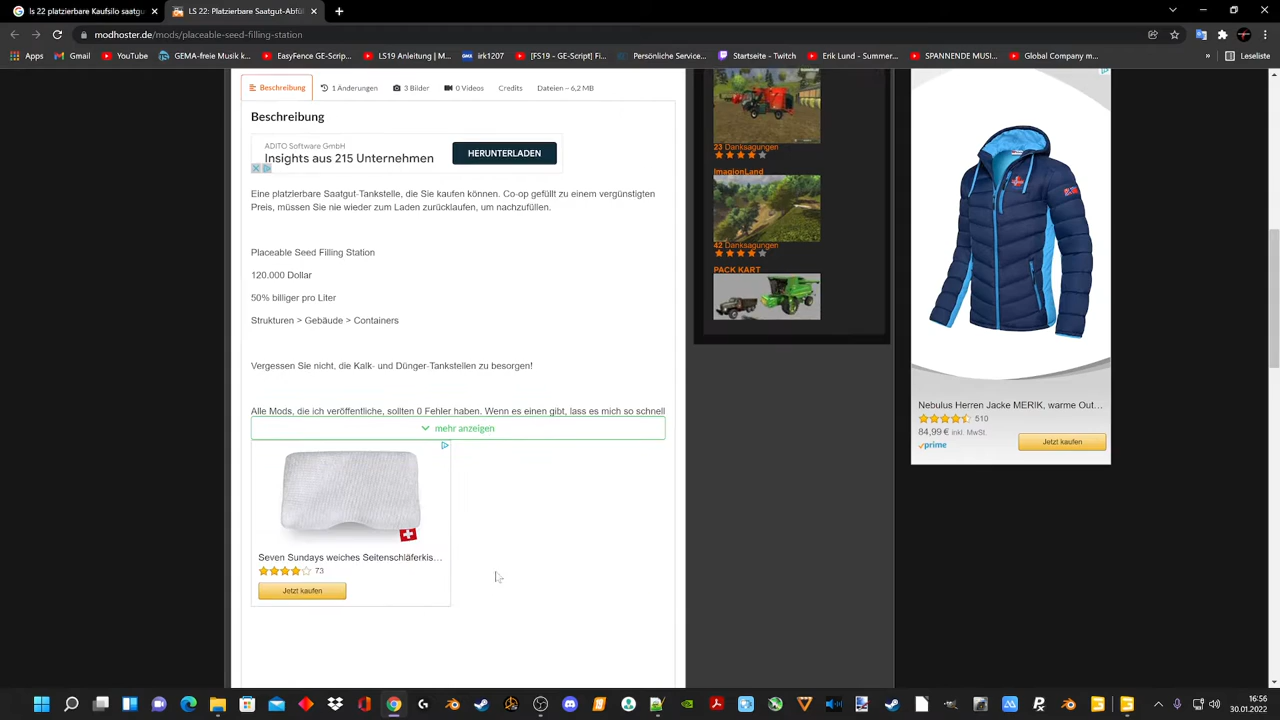 ls 22 plazierbare Kaufsilo saatgu
LS 22: Platzierbare Saatgut-Tan
modhoster.de/mods/placeable-seed-filling-station
Apps
Gmail
YouTube
GEMA-freie Musik k...
EasyFence GE-Scrip...
LS19 Anleitung | M...
irk1207
[FS19 - GE-Script] Fi...
Persönliche Service...
Startseite - Twitch
Erik Lund - Summer...
SPANNENDE MUSI...
Global Company m...
»
Leseliste
Beschreibung
1 Änderungen
3 Bilder
0 Videos
Credits
Dateien – 6,2 MB
Beschreibung
ADITO Software GmbH
Insights aus 215 Unternehmen
HERUNTERLADEN
Eine platzierbare Saatgut-Tankstelle, die Sie kaufen können. Co-op gefüllt zu einem vergünstigten
Preis, müssen Sie nie wieder zum Laden zurücklaufen, um nachzufüllen.
Placeable Seed Filling Station
120.000 Dollar
50% billiger pro Liter
Strukturen > Gebäude > Containers
Vergessen Sie nicht, die Kalk- und Dünger-Tankstellen zu besorgen!
Alle Mods, die ich veröffentliche, sollten 0 Fehler haben. Wenn es einen gibt, lass es mich so schnell
mehr anzeigen
Seven Sundays weiches Seitenschläferkis...
73
Jetzt kaufen
23 Danksagungen
ImagionLand
42 Danksagungen
PACK KART
Nebulus Herren Jacke MERIK, warme Out...
510
84,99 € inkl. MwSt.
prime
Jetzt kaufen
16:56
30.01.2022